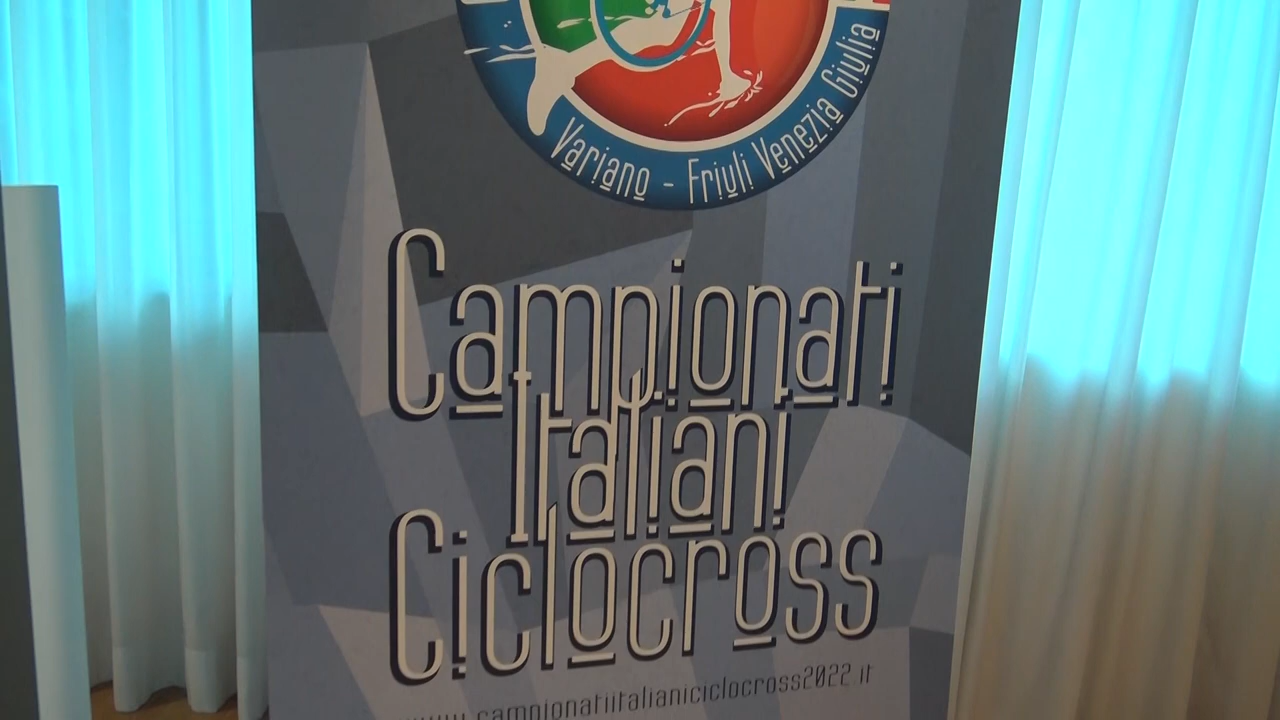 Variano - Friuli Venezia Giulia
Campionati
Italiani
Ciclocross
www.campionatiitalianiciclocross2022.it